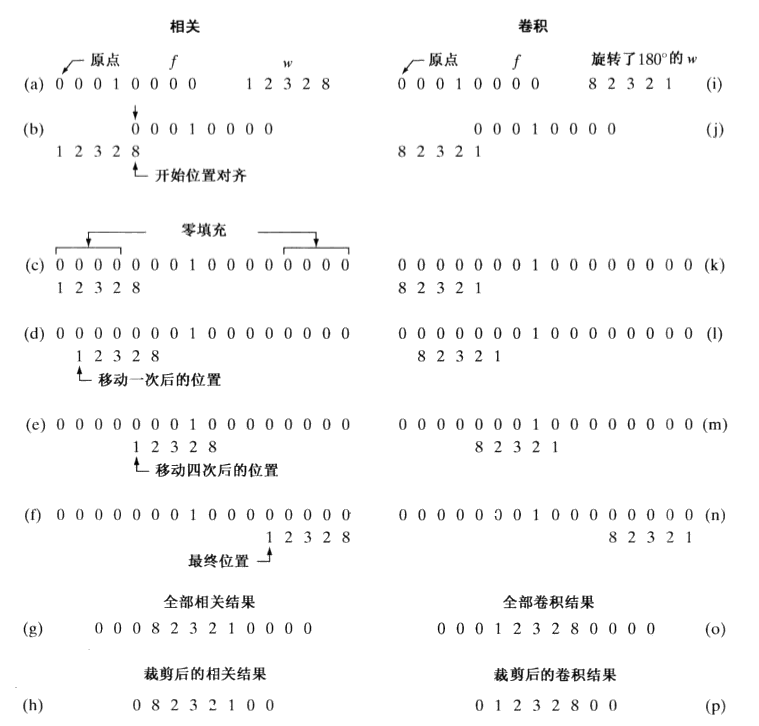 相关 卷积
原点 f w 原点 f 旋转了180°的 w
(a) 0 0 0 1 0 0 0 0 1 2 3 2 8 0 0 0 1 0 0 0 0 8 2 3 2 1 (i)
(b) 0 0 0 1 0 0 0 0 0 0 0 1 0 0 0 0 (j)
1 2 3 2 8 8 2 3 2 1
开始位置对齐
零填充
(c) 0 0 0 0 0 0 0 1 0 0 0 0 0 0 0 0 0 0 0 0 0 0 0 1 0 0 0 0 0 0 0 0 (k)
1 2 3 2 8 8 2 3 2 1
(d) 0 0 0 0 0 0 0 1 0 0 0 0 0 0 0 0 0 0 0 0 0 0 0 1 0 0 0 0 0 0 0 0 (l)
1 2 3 2 8 8 2 3 2 1
移动一次后的位置
(e) 0 0 0 0 0 0 0 1 0 0 0 0 0 0 0 0 0 0 0 0 0 0 0 1 0 0 0 0 0 0 0 0 (m)
1 2 3 2 8 8 2 3 2 1
移动四次后的位置
(f) 0 0 0 0 0 0 0 1 0 0 0 0 0 0 0 0 0 0 0 0 0 0 0 1 0 0 0 0 0 0 0 0 (n)
1 2 3 2 8 8 2 3 2 1
最终位置
全部相关结果 全部卷积结果
(g) 0 0 0 8 2 3 2 1 0 0 0 0 0 0 0 1 2 3 2 8 0 0 0 0 (o)
裁剪后的相关结果 裁剪后的卷积结果
(h) 0 8 2 3 2 1 0 0 0 1 2 3 2 8 0 0 (p)